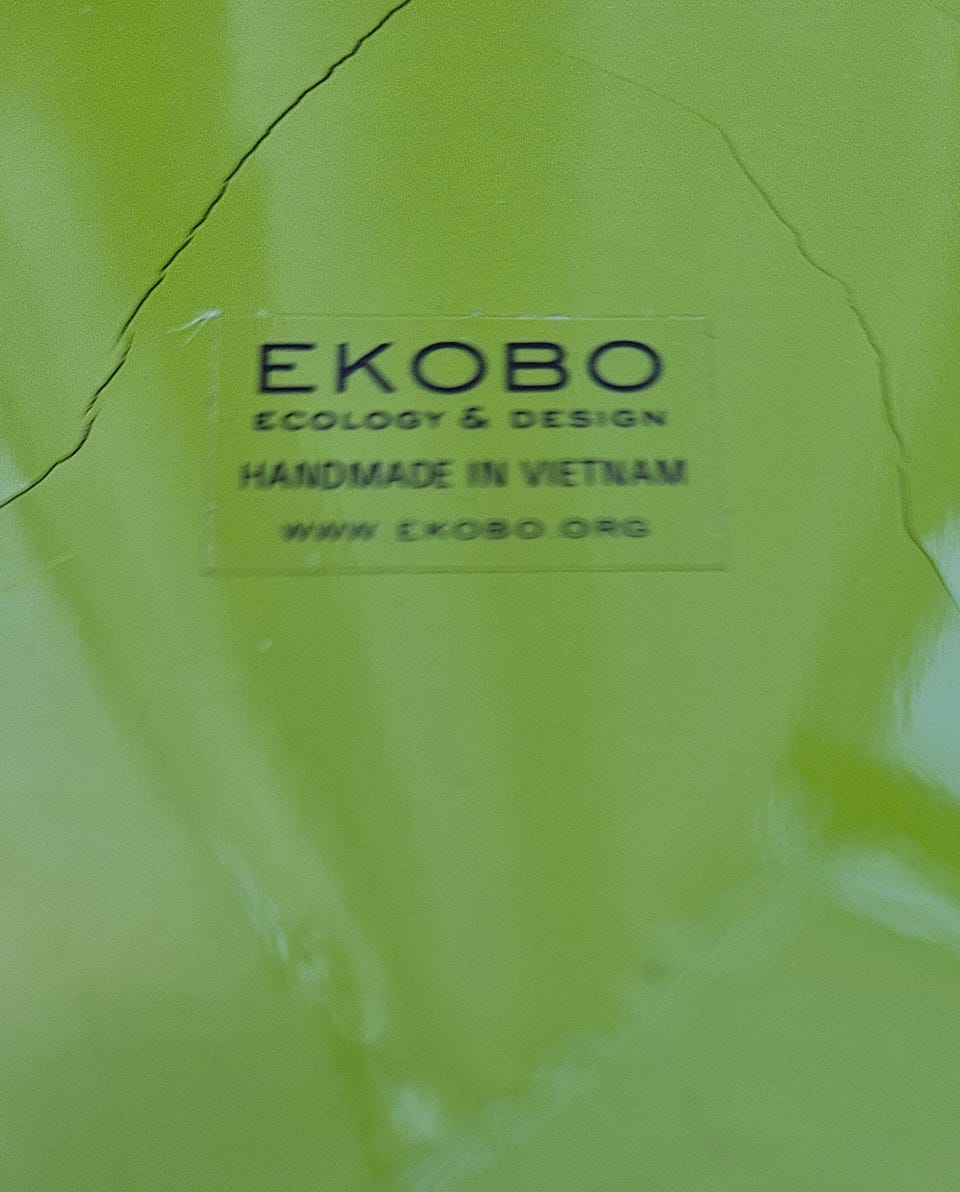 EKOBO
ECOLOGY & DESIGN
HANDMADE IN VIETNAM
WWW.EKOBO.ORG